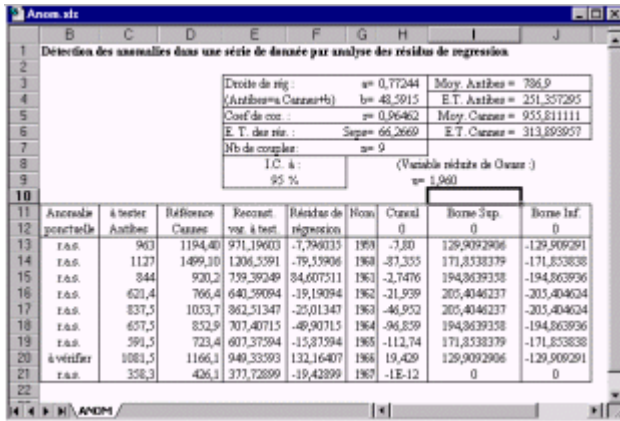 Anom.xls
B C D E F G H I J
1 Détection des anomalies dans une série de donnée par analyse des résidus de regression
2
3 Droite de rég : a= 0,77244 Moy. Antibes = 786,9
4 (Antibes=a Cannes+b) b= 48,5915 E.T. Antibes = 251,357295
5 Coef de cor. : r= 0,96462 Moy. Cannes = 955,811111
6 E. T. des rés. : Seps= 66,2669 E.T. Cannes = 313,893957
7 Nb de couples: n= 9
8 I.C. à : (Variable réduite de Gauss :)
9 95 % u= 1,960
10
11 Anomalie à tester Référence Reconst. Résidus de Nom Cumul Borne Sup. Borne Inf.
12 ponctuelle Antibes Cannes var. à test. régression 0 0 0
13 r.a.s. 963 1194,40 971,19603 -7,796035 1959 -7,80 129,9092906 -129,909291
14 r.a.s. 1127 1499,10 1206,5591 -79,55906 1960 -87,355 171,8538379 -171,853838
15 r.a.s. 844 920,2 759,39249 84,607511 1961 -2,7476 194,8639358 -194,863936
16 r.a.s. 621,4 766,4 640,59094 -19,19094 1962 -21,939 205,4046237 -205,404624
17 r.a.s. 837,5 1053,7 862,51347 -25,01347 1963 -46,952 205,4046237 -205,404624
18 r.a.s. 657,5 852,9 707,40715 -49,90715 1964 -96,859 194,8639358 -194,863936
19 r.a.s. 591,5 723,4 607,37594 -15,87594 1965 -112,74 171,8538379 -171,853838
20 à vérifier 1081,5 1166,1 949,33593 132,16407 1966 19,429 129,9092906 -129,909291
21 r.a.s. 358,3 426,1 377,72899 -19,42899 1967 -1E-12 0 0
22
ANOM